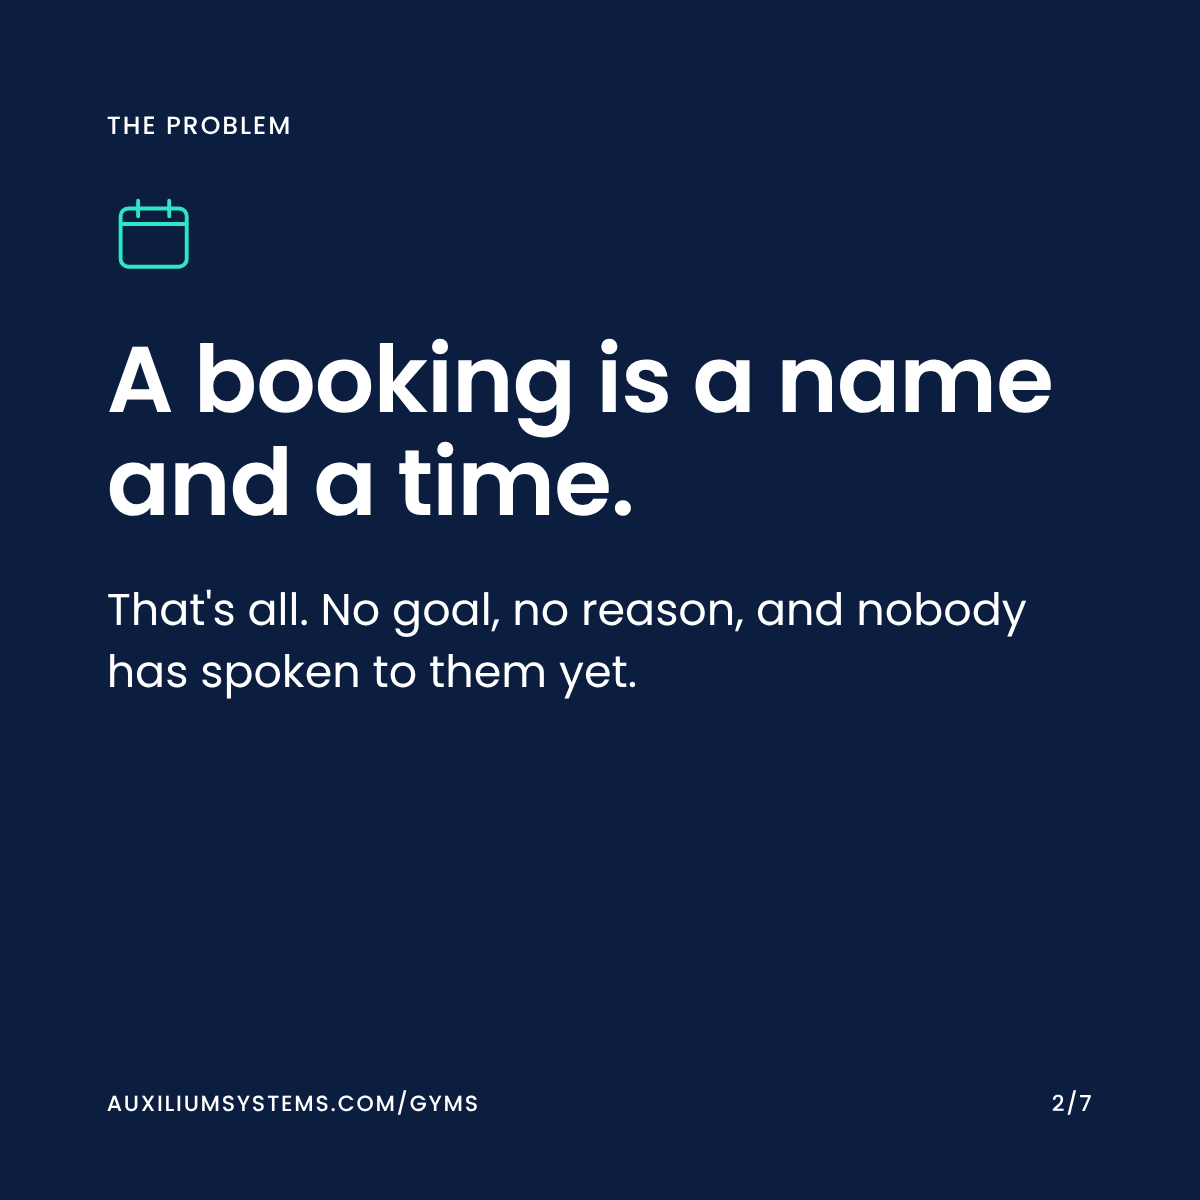 THE PROBLEM
A booking is a name
and a time.
That's all. No goal, no reason, and nobody
has spoken to them yet.
AUXILIUMSYSTEMS.COM/GYMS
2/7